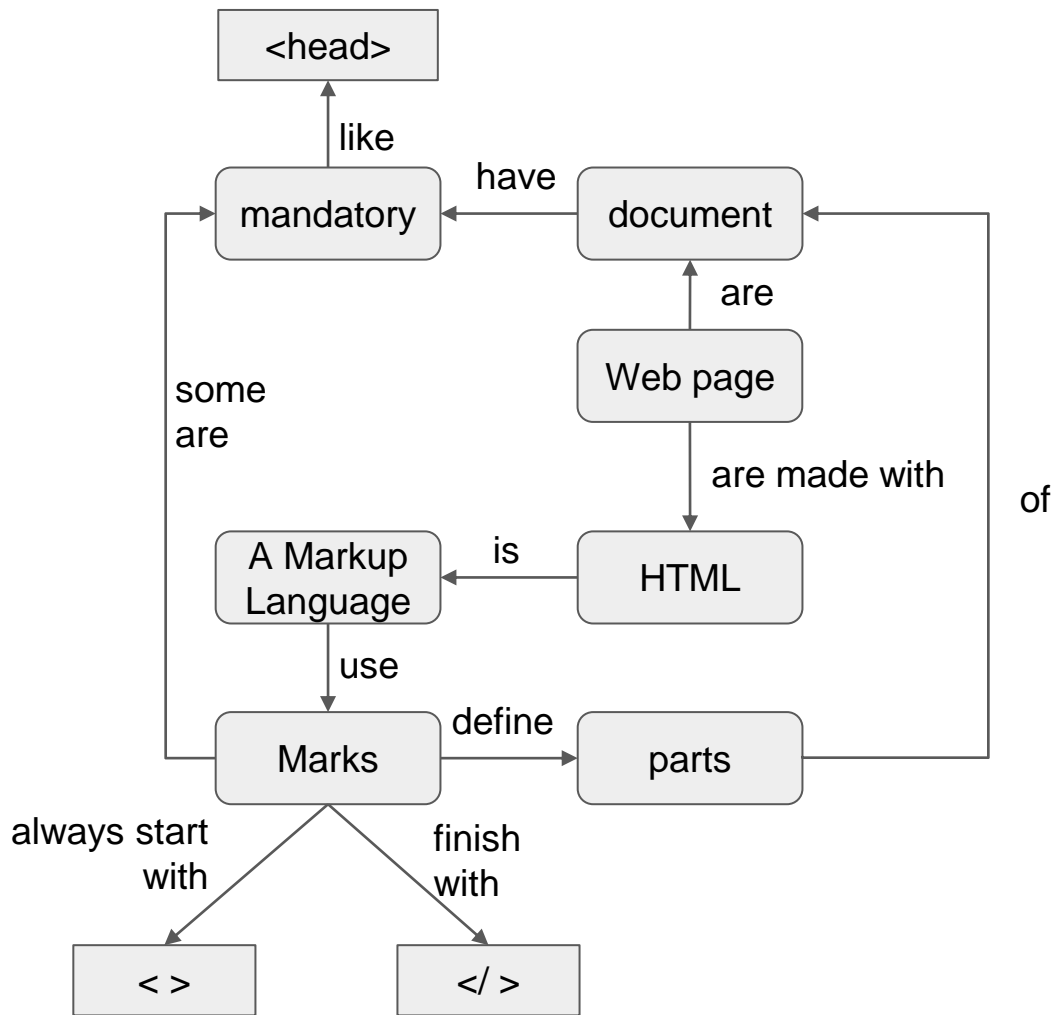 <head>
like
have
mandatory
document
are
Web page
some
are
are made with
of
is
A Markup
Language
HTML
use
define
Marks
parts
always start
with
finish
with
< >
</ >